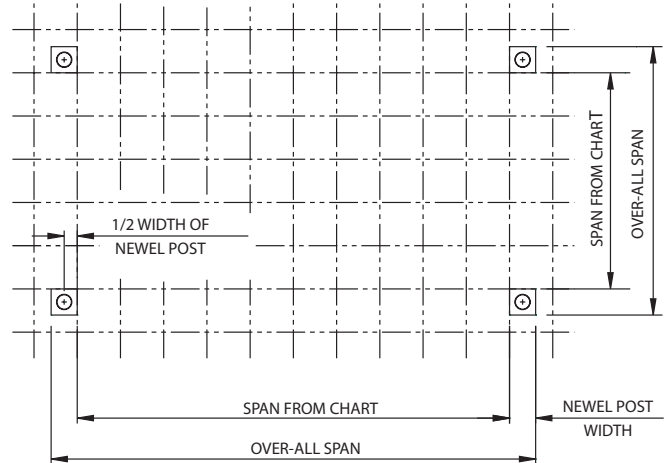 SPAN FROM CHART
OVER-ALL SPAN
1/2 WIDTH OF
NEWEL POST
SPAN FROM CHART
NEWEL POST
WIDTH
OVER-ALL SPAN